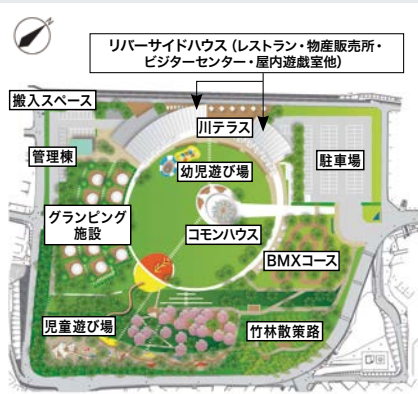 リバーサイドハウス（レストラン・物産販売所・
ビジターセンター・屋内遊戯室他）
搬入スペース
川テラス
管理棟
幼児遊び場
駐車場
グランピング
施設
コモンハウス
BMXコース
児童遊び場
竹林散策路